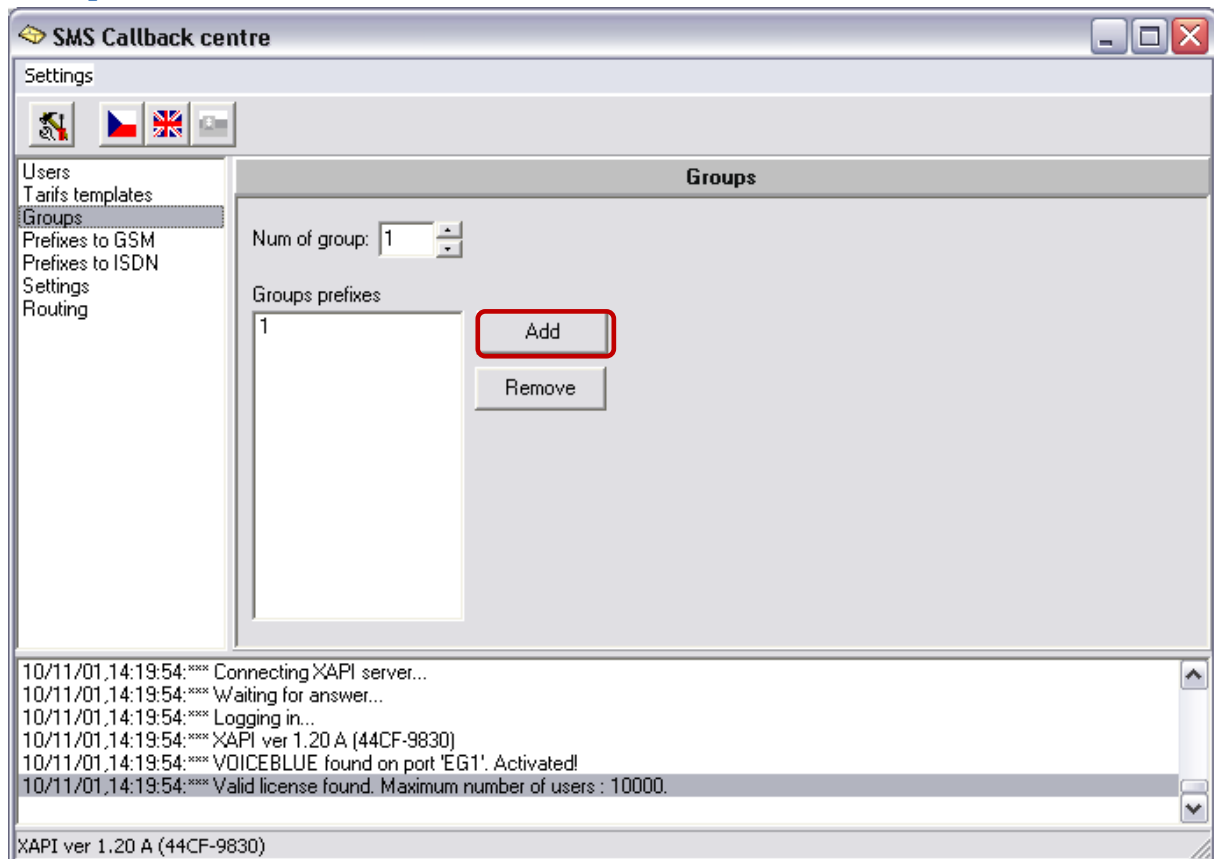 SMS Callback centre
Settings
Users
Tarifs templates
Groups
Prefixes to GSM
Prefixes to ISDN
Settings
Routing
Groups
Num of group: 1
Groups prefixes
1
Add
Remove
10/11/01,14:19:54:*** Connecting XAPI server...
10/11/01,14:19:54:*** Waiting for answer...
10/11/01,14:19:54:*** Logging in...
10/11/01,14:19:54:*** XAPI ver 1.20 A (44CF-9830)
10/11/01,14:19:54:*** VOICEBLUE found on port 'EG1'. Activated!
10/11/01,14:19:54:*** Valid license found. Maximum number of users : 10000.
XAPI ver 1.20 A (44CF-9830)